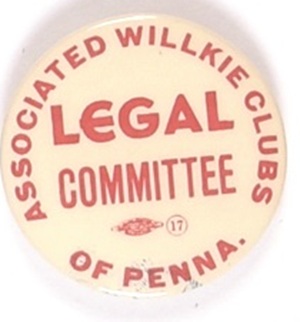 ASSOCIATED WILLKIE CLUBS
LEGAL
COMMITTEE
17
OF PENNA.